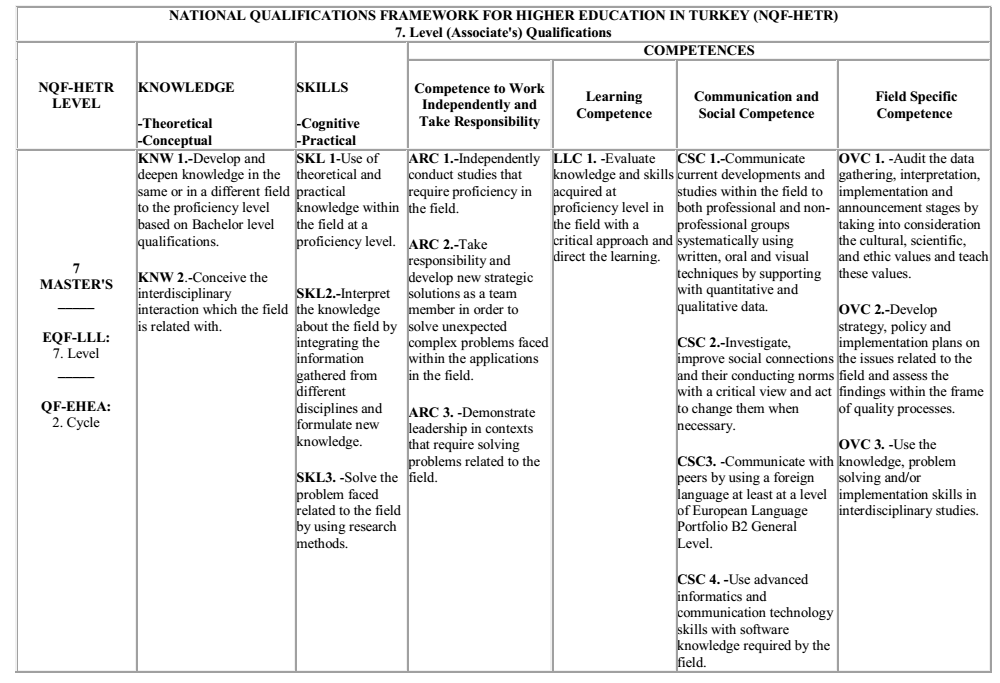 NATIONAL QUALIFICATIONS FRAMEWORK FOR HIGHER EDUCATION IN TURKEY (NQF-HETR)
7. Level (Associate's) Qualifications
NQF-HETR
LEVEL
KNOWLEDGE
-Theoretical
-Conceptual
SKILLS
-Cognitive
-Practical
COMPETENCES
Competence to Work
Independently and
Take Responsibility
Learning
Competence
Communication and
Social Competence
Field Specific
Competence
7
MASTER'S
_____
EQF-LLL:
7. Level
_____
QF-EHEA:
2. Cycle
KNW 1.-Develop and
deepen knowledge in the
same or in a different field
to the proficiency level
based on Bachelor level
qualifications.
KNW 2.-Conceive the
interdisciplinary
interaction which the field
is related with.
SKL 1-Use of
theoretical and
practical
knowledge within
the field at a
proficiency level.
SKL2.-Interpret
the knowledge
about the field by
integrating the
information
gathered from
different
disciplines and
formulate new
knowledge.
SKL3. -Solve the
problem faced
related to the field
by using research
methods.
ARC 1.-Independently
conduct studies that
require proficiency in
the field.
ARC 2.-Take
responsibility and
develop new strategic
solutions as a team
member in order to
solve unexpected
complex problems faced
within the applications
in the field.
ARC 3. -Demonstrate
leadership in contexts
that require solving
problems related to the
field.
LLC 1. -Evaluate
knowledge and skills
acquired at
proficiency level in
the field with a
critical approach and
direct the learning.
CSC 1.-Communicate
current developments and
studies within the field to
both professional and non-
professional groups
systematically using
written, oral and visual
techniques by supporting
with quantitative and
qualitative data.
CSC 2.-Investigate,
improve social connections
and their conducting norms
with a critical view and act
to change them when
necessary.
CSC3. -Communicate with
peers by using a foreign
language at least at a level
of European Language
Portfolio B2 General
Level.
CSC 4. -Use advanced
informatics and
communication technology
skills with software
knowledge required by the
field.
OVC 1. -Audit the data
gathering, interpretation,
implementation and
announcement stages by
taking into consideration
the cultural, scientific,
and ethic values and teach
these values.
OVC 2.-Develop
strategy, policy and
implementation plans on
the issues related to the
field and assess the
findings within the frame
of quality processes.
OVC 3. -Use the
knowledge, problem
solving and/or
implementation skills in
interdisciplinary studies.